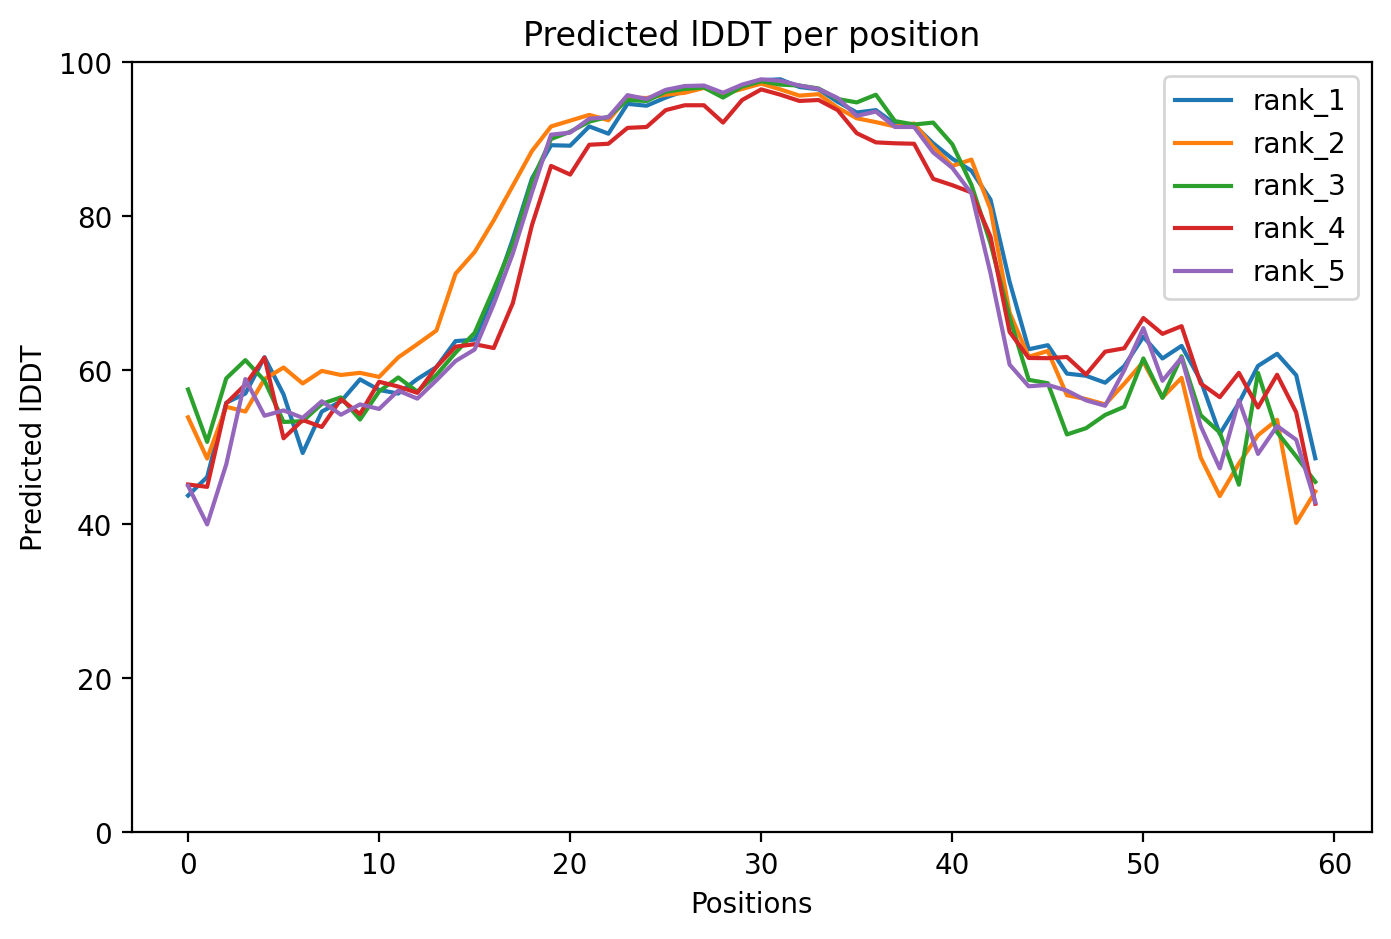 Predicted lDDT per position
100
80
60
40
20
0
Predicted lDDT
0 10 20 30 40 50 60
Positions
rank_1
rank_2
rank_3
rank_4
rank_5